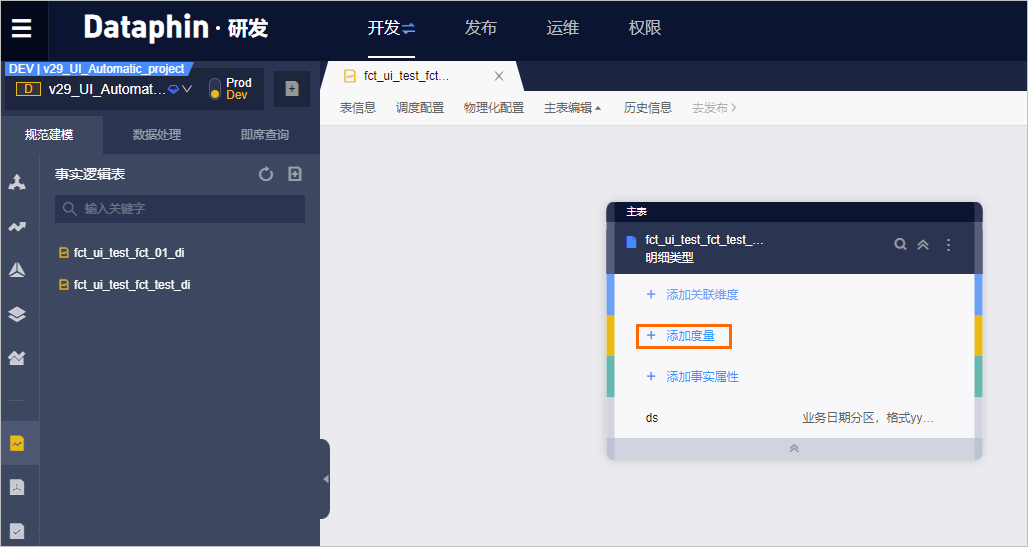 Dataphin · 研发
开发 发布 运维 权限
DEV | v29_UI_Automatic_project
D v29_UI_Automat... Prod
Dev
规范建模 数据处理 即席查询
事实逻辑表
输入关键字
fct_ui_test_fct_01_di
fct_ui_test_fct_test_di
fct_ui_test_fct...
表信息 调度配置 物理化配置 主表编辑 历史信息 去发布
主表
fct_ui_test_fct_test_...
明细类型
+ 添加关联维度
+ 添加度量
+ 添加事实属性
ds 业务日期分区，格式yy...